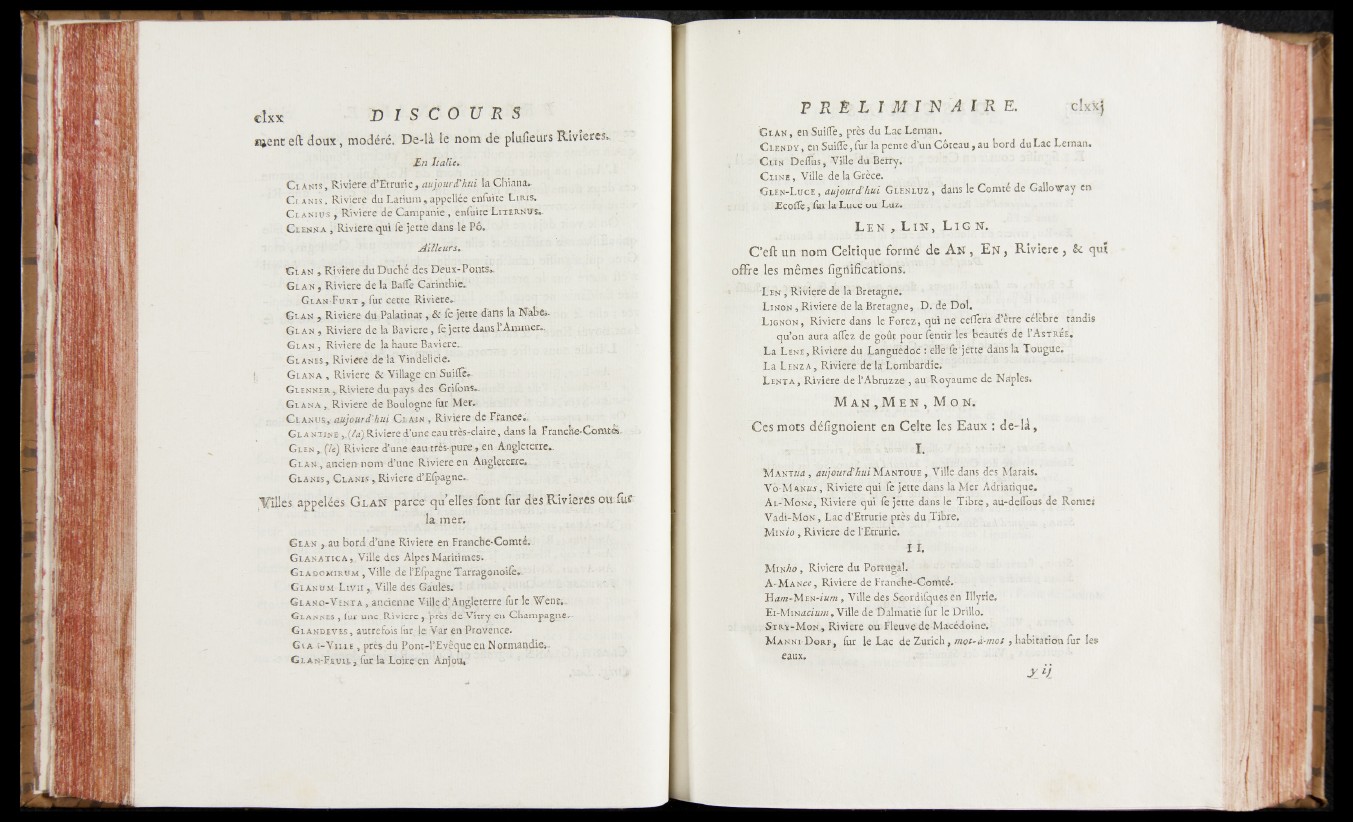 clxx DISCOURS
ment est doux, modéré. De-là le nom de plusieurs Rivieres.
En Italie.
CLANIS, Riviere d'Etrurie, aujourd'hui la Chiana.
CLANIS, Riviere du Latium, appellée ensuite LIRIS.
CLANIUS, Riviere de Campanie, ensuite LITERNUS.
CLENNA, Riviere qui se jette dans le Pô.
Ailleurs.
GLAN, Riviere du Duché des Deux-Ponts.
GLAN, Riviere de la Basse Carinthie.
GLAN-FURT, sur cette Riviere.
GLAN, Riviere du Palatinat, & se jette dans la Nabe.
GLAN, Riviere de la Baviere, se jette dans l'Ammer.
GLAN, Riviere de la haute Baviere.
GLANES, Riviere de la Vindelicie.
GLANA, Riviere & Village en Suisse.
GLENNER, Riviere du pays des Grisons.
GLANA, Riviere de Boulogne sur Mer.
CLANUS, aujourd'hui CLAIN, Riviere de France.
GLANTINE, (la) Riviere d'une eau très-claire, dans la Franche-Comté.
GLEN, (le) Riviere d'une eau très-pure, en Angleterre.
GLAN, ancien nom d'une Riviere en Angleterre.
GLANIS, CLANIS, Riviere d'Espagne.
Villes appelées GLAN parce qu'elles sont sur des Rivieres ou sur
la mer.
GLAN, au bord d'une Riviere en Franche-Comté.
GLANATICA, Ville des Alpes Maritimes.
GLADOMIRUM, Ville de l'Espagne Tarragonoise.
GLANUM LIVII, Ville des Gaules.
GLANO-VENTA, ancienne Ville d'Angleterre sur le Went.
GLANNES, sur une Riviere, près de Vitry en Champagne.
GLANDEVES, autrefois sur le Var en Provence.
GLA I-VILLE, près du Pont-l'Evêque en Normandie.
GLAN-FEUIL, sur la Loire en Anjou.
PRÉLIMINAIRE. clxxj
GLAN, en Suisse, près du Lac Leman.
CLENDY, en Suisse, sur la pente d'un Côteau, au bord du Lac Leman.
CLIN Dessus, Ville du Berry.
CLINE, Ville de la Grèce.
GLEN-LUCE, aujourd'hui GLENLUZ, dans le Comté de Galloway en
Ecosse, sur la Luce ou Luz.
LEN, LIN, LIGN.
C'est un nom Celtique formé de AN, EN, Riviere, & qui
offre les mêmes significations.
LEN, Riviere de la Bretagne.
LINON, Riviere de la Bretagne, D. de Dol.
LIGNON, Riviere dans le Forez, qui ne cessera d'être célèbre tandis
qu'on aura assez de goût pour sentir les beautés de l'ASTRÉE.
La LENE, Riviere du Languedoc : elle se jette dans la Tougue.
La LENZA, Riviere de la Lombardie.
LENTA, Riviere de l'Abruzze, au Royaume de Naples.
MAN, MEN, MON.
Ces mots désignoient en Celte les Eaux : de-là,
I.
MANTua, aujourd'hui MANTOUE, Ville dans des Marais.
Vo-MANus, Riviere qui se jette dans la Mer Adriatique.
AL-MONe, Riviere qui se jette dans le Tibre, au-dessous de Rome:
Vadi-MON, Lac d'Etrurie près du Tibre.
MINio, Riviere de l'Etrurie.
II.
MINho, Riviere du Portugal.
A-MANce, Riviere de Franche-Comté.
Ham-MEN-ium, Ville des Scordisques en Illyrie.
EL-MINacium, Ville de Dalmatie sur le Drillo.
STRY-MON, Riviere ou Fleuve de Macédoine.
MANNI-DORF, sur le Lac de Zurich, mot-à-mot, habitation sur les
eaux.
y ij